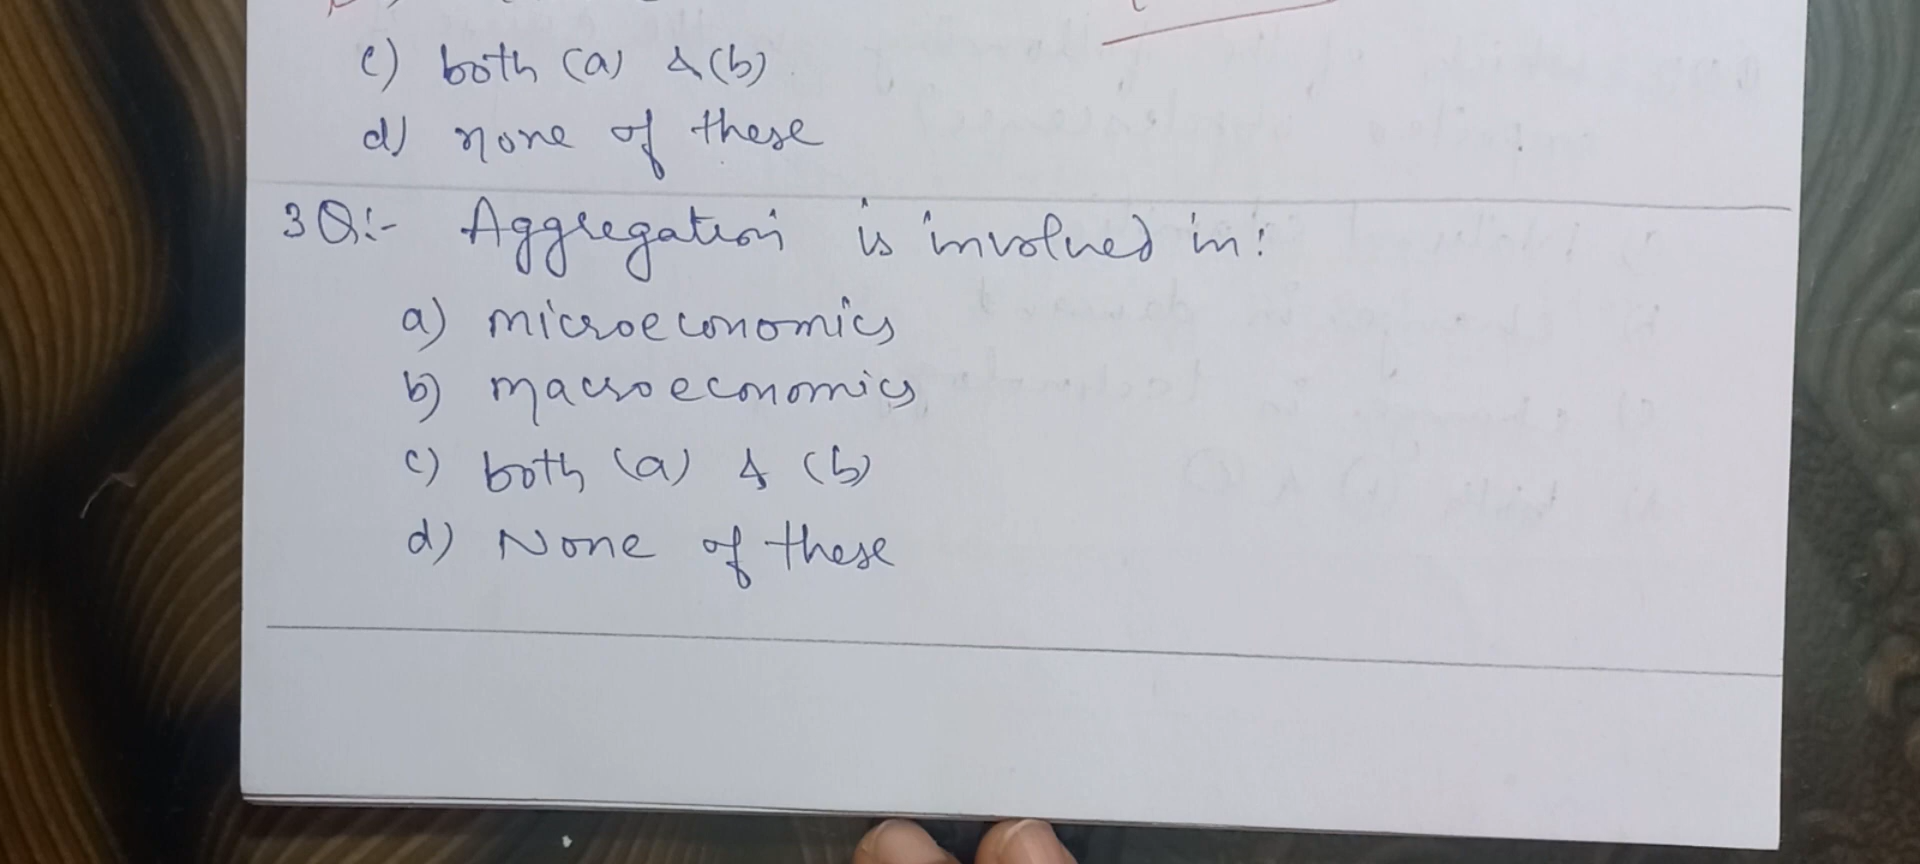 c) both (a) & (b)
d) none of these
3Q:- Aggregation is involved in:
a) microeconomics
b) macroeconomics
c) both (a) & (b)
d) None of these